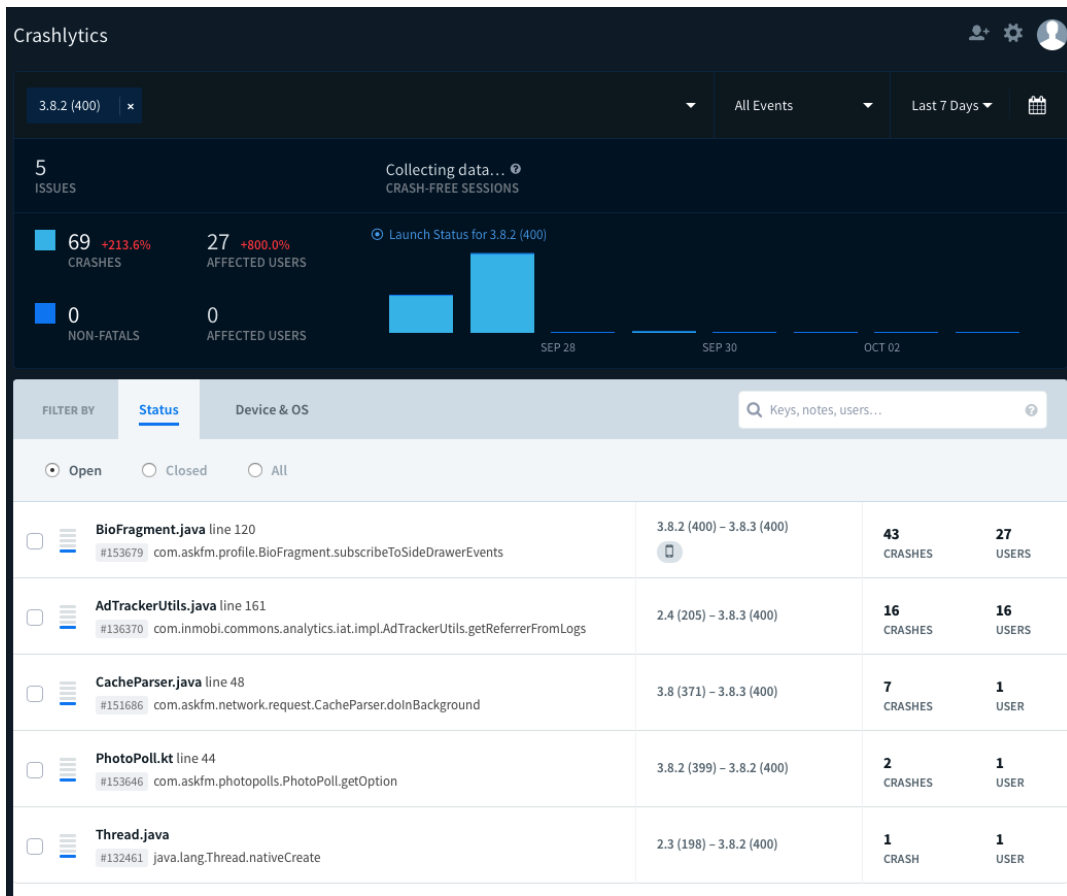 Crashlytics
3.8.2 (400) ×
All Events
Last 7 Days
5
ISSUES
Collecting data...
CRASH-FREE SESSIONS
69 +213.6%
CRASHES
27 +800.0%
AFFECTED USERS
0
NON-FATALS
0
AFFECTED USERS
Launch Status for 3.8.2 (400)
SEP 28
SEP 30
OCT 02
FILTER BY
Status
Device & OS
Keys, notes, users...
Open
Closed
All
BioFragment.java line 120
#153679 com.askfm.profile.BioFragment.subscribeToSideDrawerEvents
3.8.2 (400) – 3.8.3 (400)
43
CRASHES
27
USERS
AdTrackerUtils.java line 161
#136370 com.inmobi.commons.analytics.iat.impl.AdTrackerUtils.getReferrerFromLogs
2.4 (205) – 3.8.3 (400)
16
CRASHES
16
USERS
CacheParser.java line 48
#151686 com.askfm.network.request.CacheParser.doInBackground
3.8 (371) – 3.8.3 (400)
7
CRASHES
1
USER
PhotoPoll.kt line 44
#153646 com.askfm.photopolls.PhotoPoll.getOption
3.8.2 (399) – 3.8.2 (400)
2
CRASHES
1
USER
Thread.java
#132461 java.lang.Thread.nativeCreate
2.3 (198) – 3.8.2 (400)
1
CRASH
1
USER